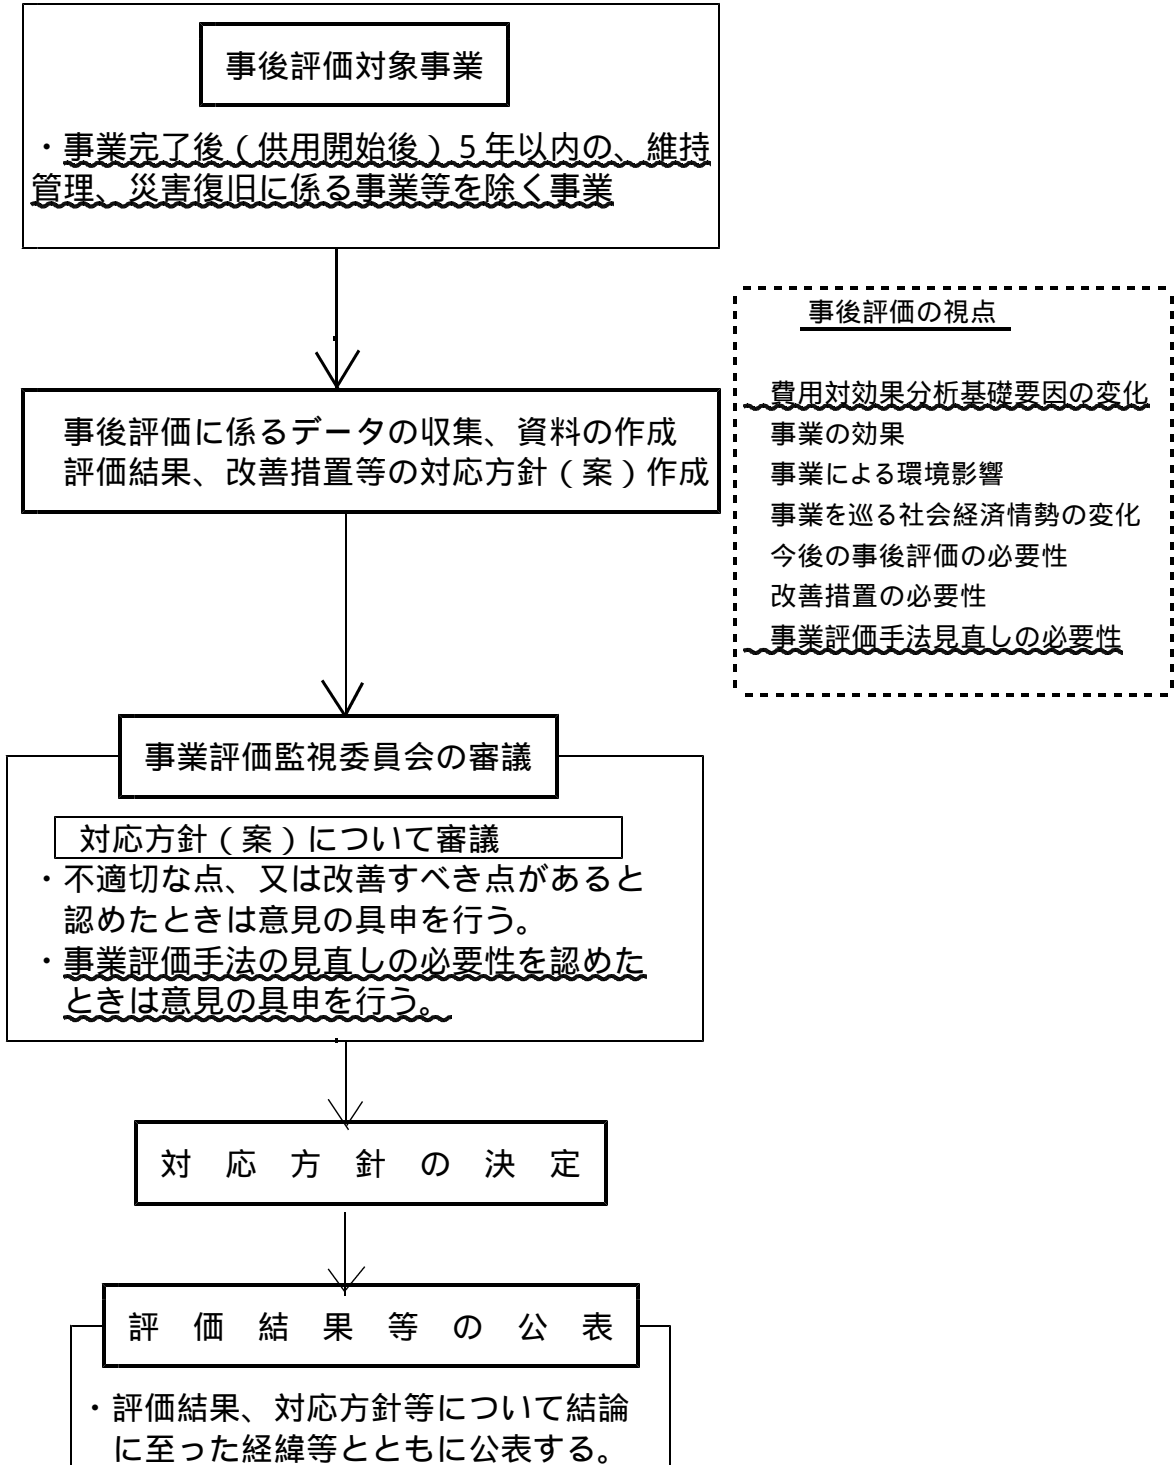 事後評価対象事業
・事業完了後（供用開始後）５年以内の、維持
管理、災害復旧に係る事業等を除く事業
事後評価に係るデータの収集、資料の作成
評価結果、改善措置等の対応方針（案）作成
事後評価の視点
費用対効果分析基礎要因の変化
事業の効果
事業による環境影響
事業を巡る社会経済情勢の変化
今後の事後評価の必要性
改善措置の必要性
事業評価手法見直しの必要性
事業評価監視委員会の審議
対応方針（案）について審議
・不適切な点、又は改善すべき点があると
認めたときは意見の具申を行う。
・事業評価手法の見直しの必要性を認めた
ときは意見の具申を行う。
対　応　方　針　の　決　定
評　価　結　果　等　の　公　表
・評価結果、対応方針等について結論
に至った経緯等とともに公表する。